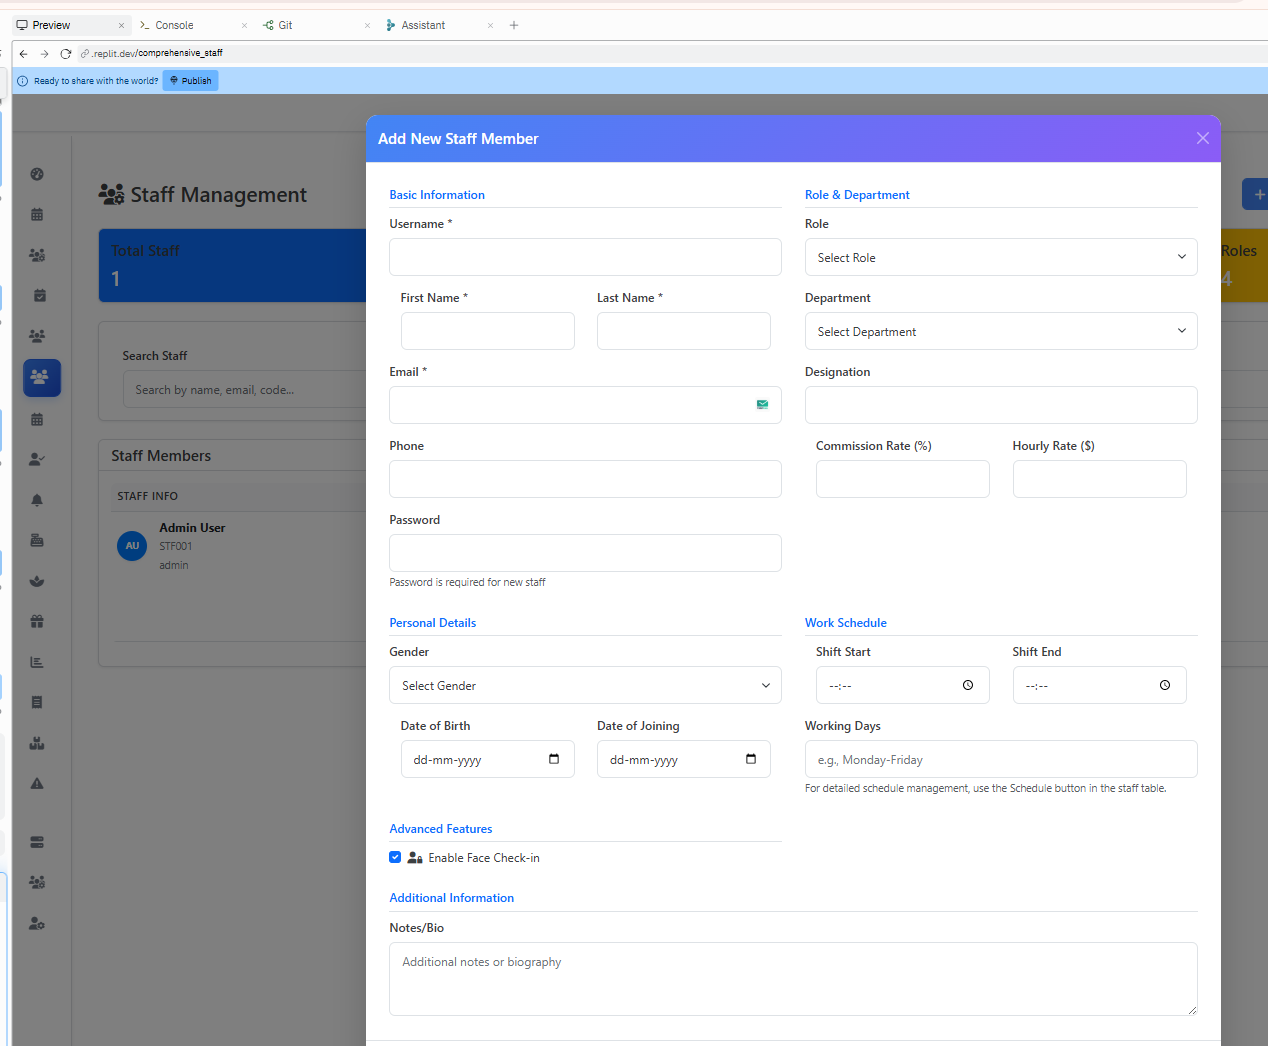 Preview
Console
Git
Assistant
.replit.dev/comprehensive_staff
Ready to share with the world? Publish
Add New Staff Member
Staff Management
Total Staff
1
Roles
4
Search Staff
Search by name, email, code...
Staff Members
STAFF INFO
AU
Admin User
STF001
admin
Basic Information
Username *
First Name * Last Name *
Email *
Phone
Password
Password is required for new staff
Role & Department
Role
Select Role
Department
Select Department
Designation
Commission Rate (%) Hourly Rate ($)
Personal Details
Gender
Select Gender
Date of Birth Date of Joining
dd-mm-yyyy dd-mm-yyyy
Work Schedule
Shift Start Shift End
--:-- --:--
Working Days
e.g., Monday-Friday
For detailed schedule management, use the Schedule button in the staff table.
Advanced Features
Enable Face Check-in
Additional Information
Notes/Bio
Additional notes or biography